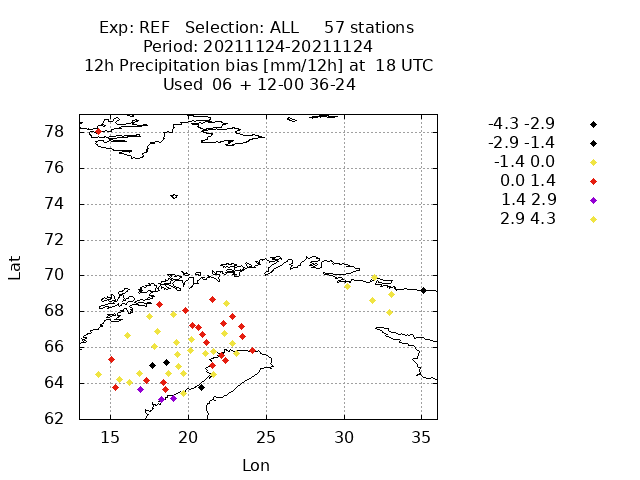 Exp: REF   Selection: ALL     57 stations
Period: 20211124-20211124
12h Precipitation bias [mm/12h] at  18 UTC
Used  06 + 12-00 36-24
-4.3 -2.9
-2.9 -1.4
-1.4 0.0
0.0 1.4
1.4 2.9
2.9 4.3
78
76
74
72
70
68
66
64
62
Lat
15 20 25 30 35
Lon